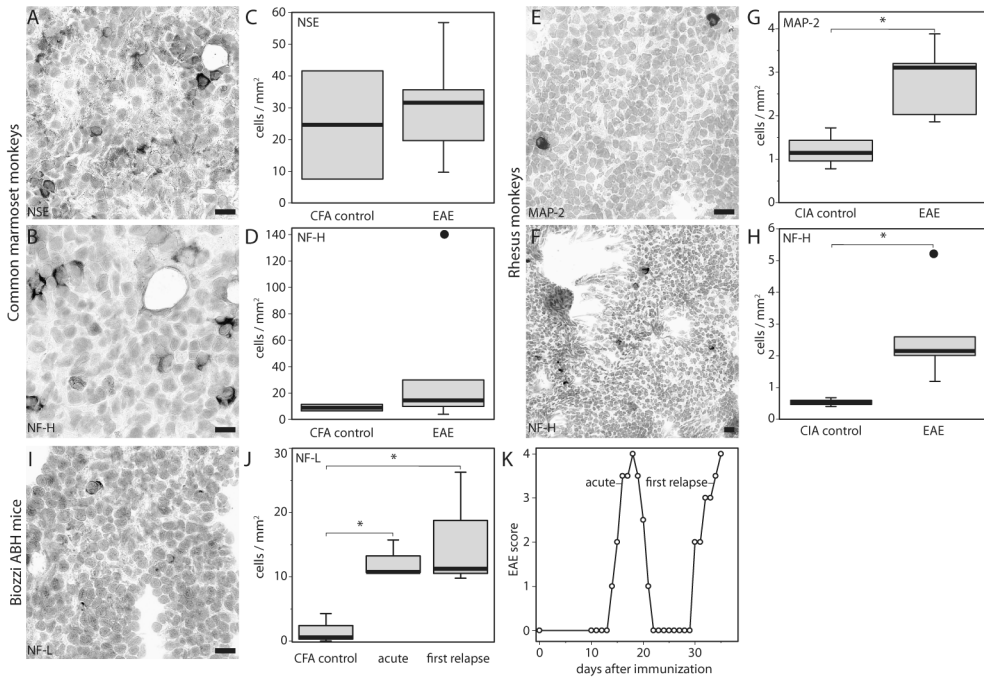 Common marmoset monkeys
A
NSE
B
NF-H
C
NSE
60
50
40
30
20
10
0
cells / mm²
CFA control EAE
D
NF-H
140
120
100
80
60
40
20
0
cells / mm²
CFA control EAE
Rhesus monkeys
E
MAP-2
F
NF-H
G
MAP-2
*
4
3
2
1
0
cells / mm²
CIA control EAE
H
NF-H
*
6
5
4
3
2
1
0
cells / mm²
CIA control EAE
Biozzi ABH mice
I
NF-L
J
NF-L
*
*
30
20
10
0
cells / mm²
CFA control acute first relapse
K
4
3
2
1
0
EAE score
acute
first relapse
0 10 20 30
days after immunization